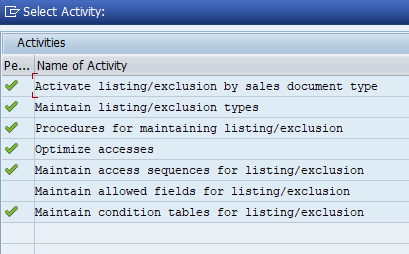 Select Activity:
Activities
Pe... Name of Activity
Activate listing/exclusion by sales document type
Maintain listing/exclusion types
Procedures for maintaining listing/exclusion
Optimize accesses
Maintain access sequences for listing/exclusion
Maintain allowed fields for listing/exclusion
Maintain condition tables for listing/exclusion